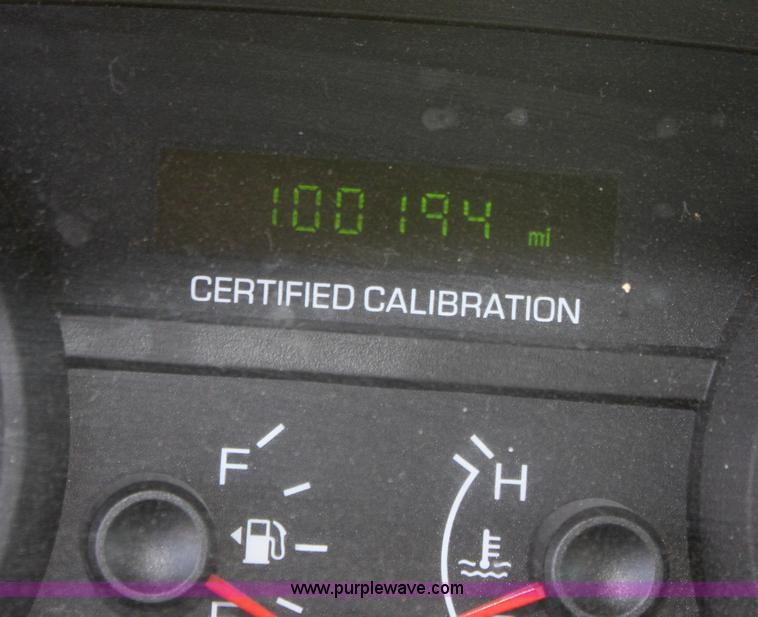 100194 mi
CERTIFIED CALIBRATION
F
H
www.purplewave.com